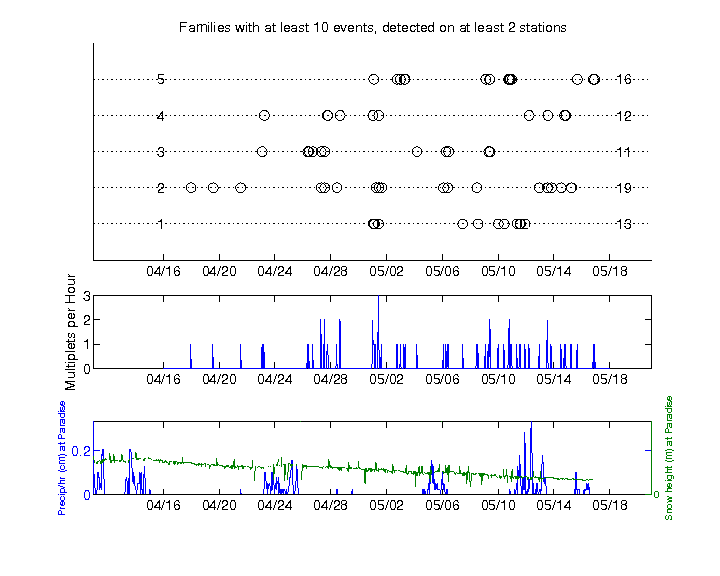 Families with at least 10 events, detected on at least 2 stations
5 16
4 12
3 11
2 19
1 13
04/16 04/20 04/24 04/28 05/02 05/06 05/10 05/14 05/18
Multiplets per Hour
3
2
1
0
04/16 04/20 04/24 04/28 05/02 05/06 05/10 05/14 05/18
Precip/hr (cm) at Paradise
0.2
0
Snow height (m) at Paradise
0
04/16 04/20 04/24 04/28 05/02 05/06 05/10 05/14 05/18